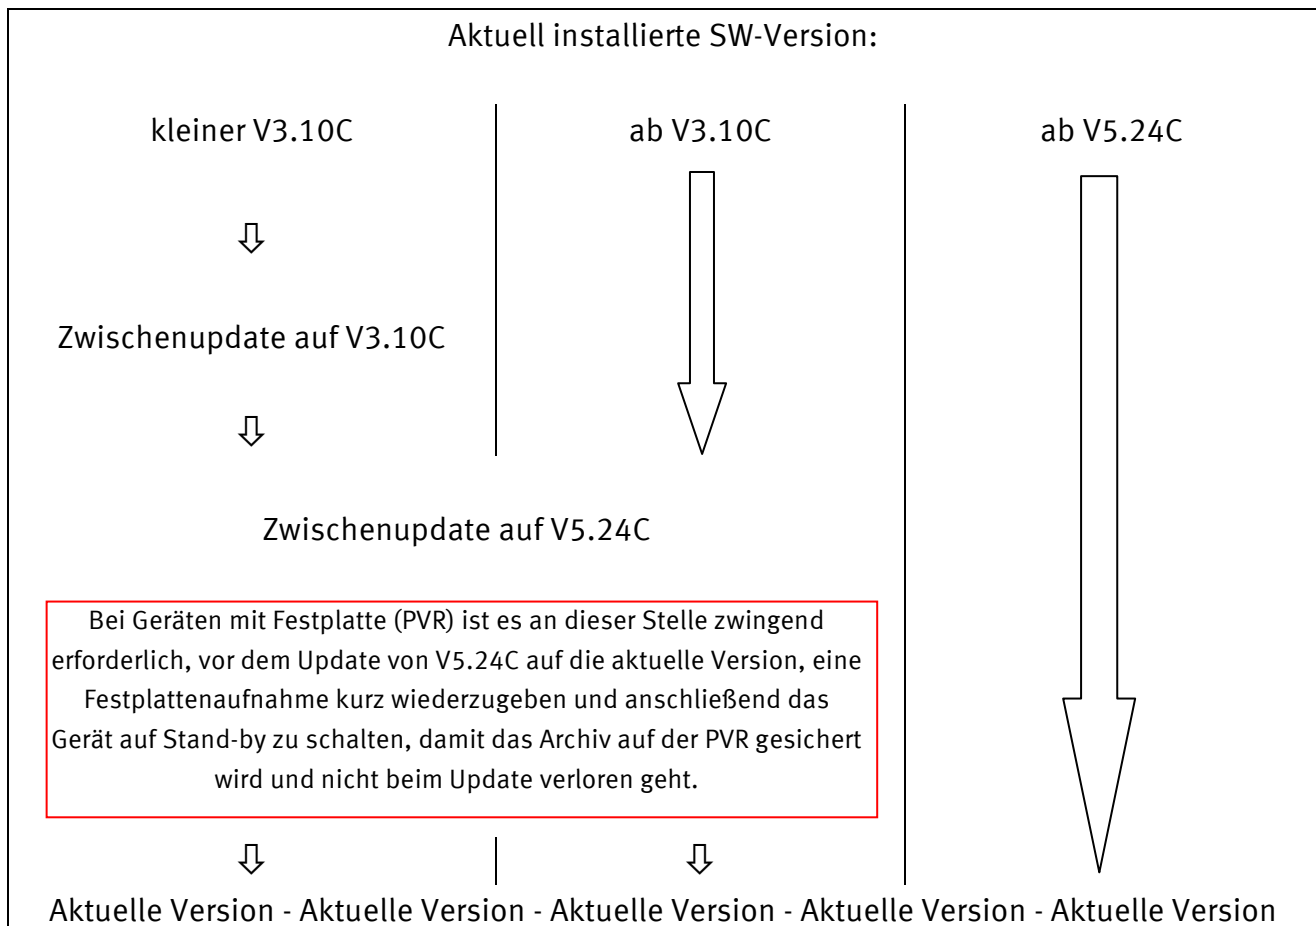 Aktuell installierte SW-Version:
kleiner V3.10C
ab V3.10C
ab V5.24C
Zwischenupdate auf V3.10C
Zwischenupdate auf V5.24C
Bei Geräten mit Festplatte (PVR) ist es an dieser Stelle zwingend
erforderlich, vor dem Update von V5.24C auf die aktuelle Version, eine
Festplattenaufnahme kurz wiederzugeben und anschließend das
Gerät auf Stand-by zu schalten, damit das Archiv auf der PVR gesichert
wird und nicht beim Update verloren geht.
Aktuelle Version - Aktuelle Version - Aktuelle Version - Aktuelle Version - Aktuelle Version